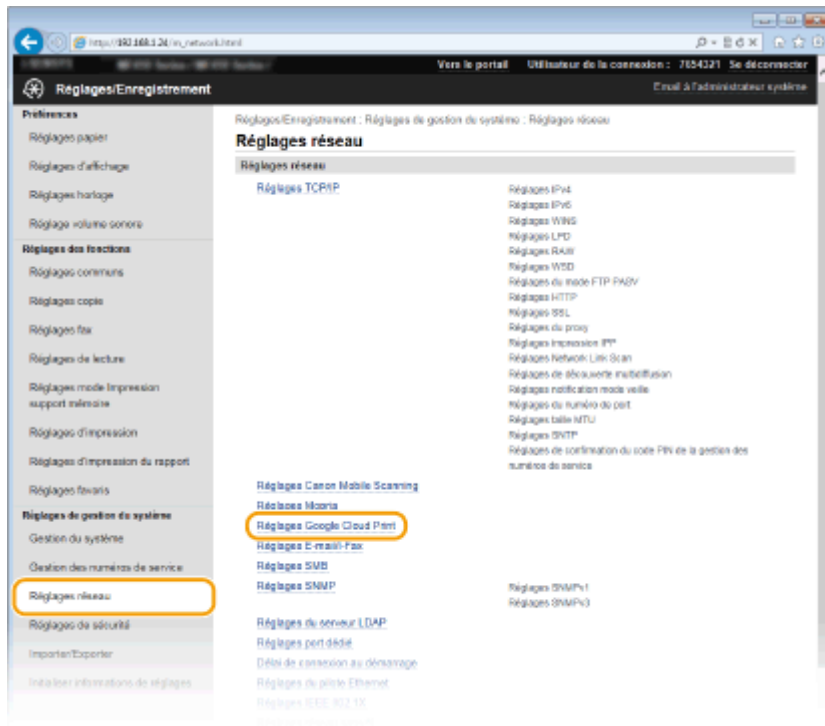 http://192.168.1.24/m_network.html
Vers le portail Utilisateur de la connexion : 7654321 Se déconnecter
Réglages/Enregistrement
Email à l'administrateur système
Préférences
Réglages papier
Réglages d'affichage
Réglages horloge
Réglage volume sonore
Réglages des fonctions
Réglages communs
Réglages copie
Réglages fax
Réglages de lecture
Réglages mode Impression
support mémoire
Réglages d'impression
Réglages d'impression du rapport
Réglages favoris
Réglages de gestion du système
Gestion du système
Gestion des numéros de service
Réglages réseau
Réglages de sécurité
Importer/Exporter
Initialiser informations de réglages
Réglages/Enregistrement : Réglages de gestion du système : Réglages réseau
Réglages réseau
Réglages réseau
Réglages TCP/IP
Réglages IPv4
Réglages IPv6
Réglages WINS
Réglages LPD
Réglages RAW
Réglages WSD
Réglages du mode FTP PASV
Réglages HTTP
Réglages SSL
Réglages du proxy
Réglages impression IPP
Réglages Network Link Scan
Réglages de découverte multidiffusion
Réglages notification mode veille
Réglages du numéro de port
Réglages taille MTU
Réglages SNTP
Réglages de confirmation du code PIN de la gestion des
numéros de service
Réglages Canon Mobile Scanning
Réglages Mopria
Réglages Google Cloud Print
Réglages E-mail/I-Fax
Réglages SMB
Réglages SNMP
Réglages SNMPv1
Réglages SNMPv3
Réglages du serveur LDAP
Réglages port dédié
Délai de connexion au démarrage
Réglages du pilote Ethernet
Réglages IEEE 802.1X